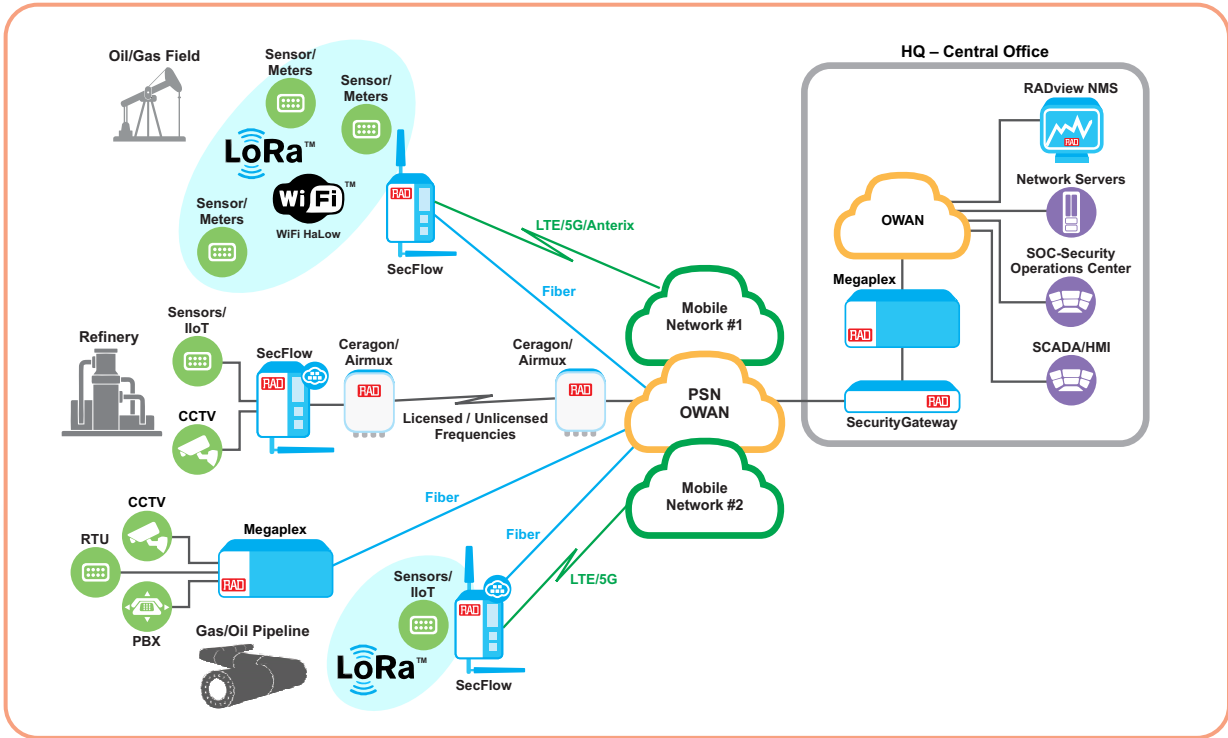 Oil/Gas Field
Sensor/
Meters
Sensor/
Meters
LoRa™
Wi Fi™
WiFi HaLow
Sensor/
Meters
RAD
SecFlow
LTE/5G/Anterix
Fiber
Mobile
Network #1
Refinery
Sensors/
IIoT
CCTV
SecFlow
RAD
Ceragon/
Airmux
RAD
Licensed / Unlicensed
Frequencies
Ceragon/
Airmux
RAD
PSN
OWAN
Mobile
Network #2
Fiber
Fiber
LTE/5G
CCTV
RTU
PBX
Megaplex
RAD
Gas/Oil Pipeline
Sensors/
IIoT
LoRa™
RAD
SecFlow
HQ – Central Office
RADview NMS
RAD
Network Servers
OWAN
SOC-Security
Operations Center
Megaplex
RAD
SCADA/HMI
RAD
SecurityGateway